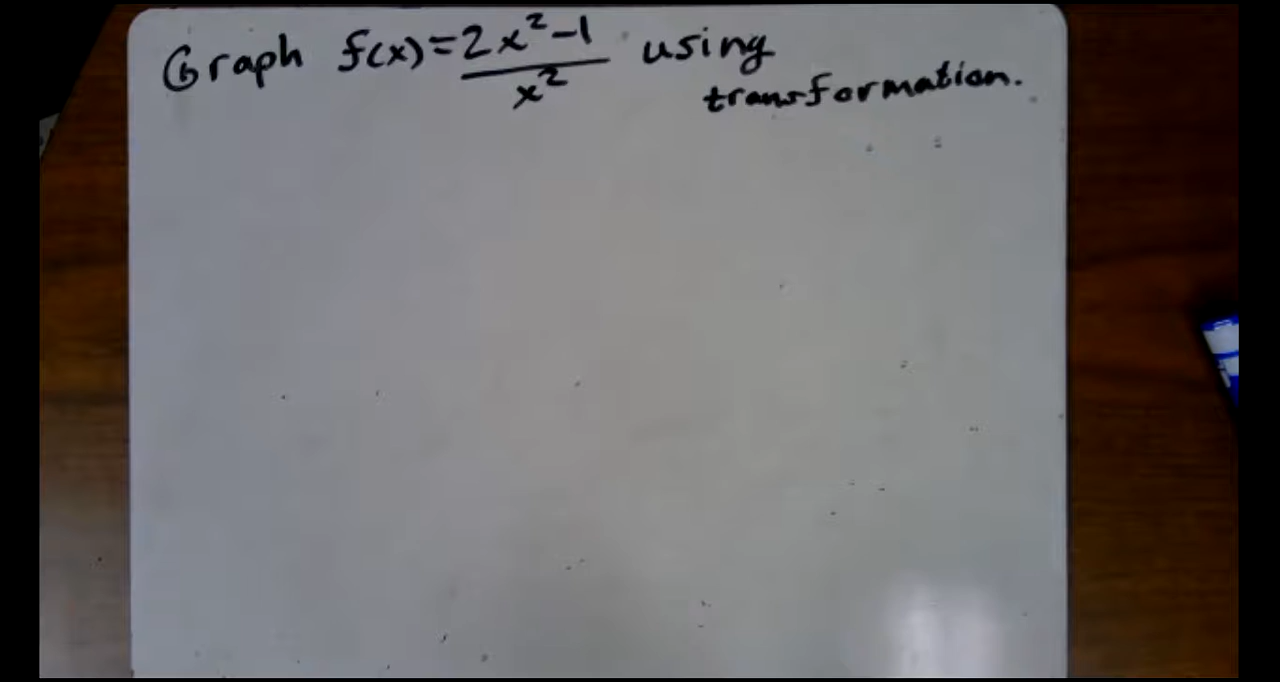 Graph f(x)=2x²-1/x² using
transformation.